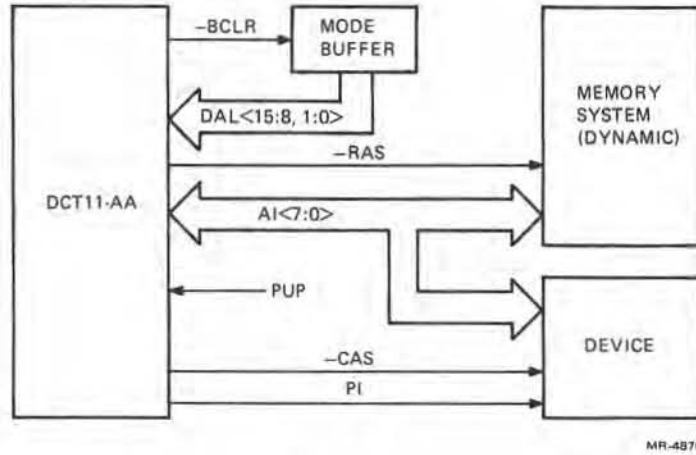 -BCLR
MODE
BUFFER
DAL<15:8, 1:0>
MEMORY
SYSTEM
(DYNAMIC)
-RAS
DCT11-AA
AI<7:0>
PUP
-CAS
PI
DEVICE